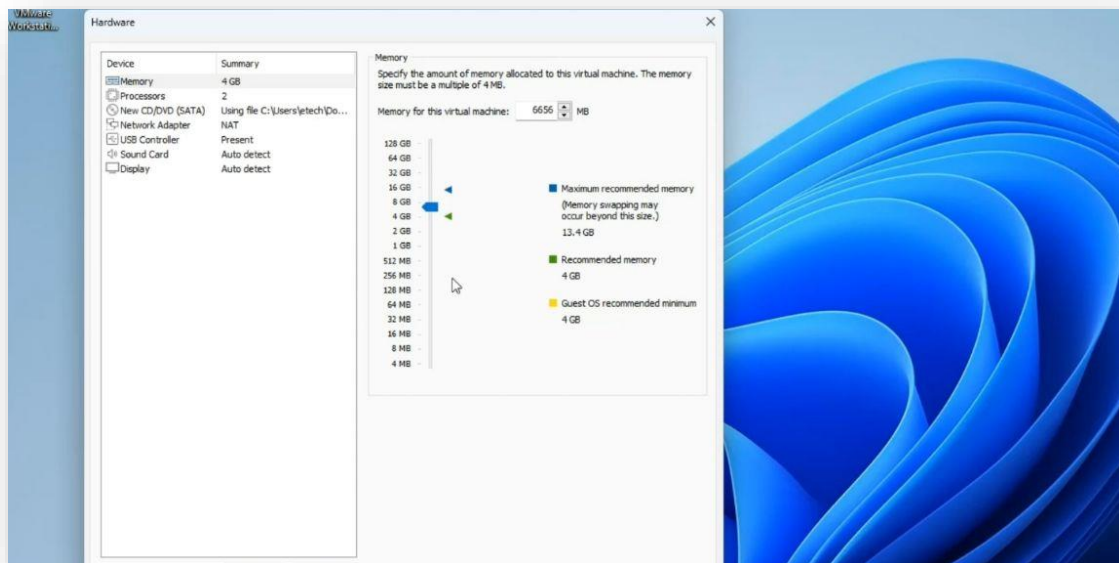 VMware
Workstati...
Hardware
Device Summary
Memory 4 GB
Processors 2
New CD/DVD (SATA) Using file C:\Users\etech\Do...
Network Adapter NAT
USB Controller Present
Sound Card Auto detect
Display Auto detect
Memory
Specify the amount of memory allocated to this virtual machine. The memory
size must be a multiple of 4 MB.
Memory for this virtual machine: 6656 MB
128 GB
64 GB
32 GB
16 GB
8 GB
4 GB
2 GB
1 GB
512 MB
256 MB
128 MB
64 MB
32 MB
16 MB
8 MB
4 MB
Maximum recommended memory
(Memory swapping may
occur beyond this size.)
13.4 GB
Recommended memory
4 GB
Guest OS recommended minimum
4 GB